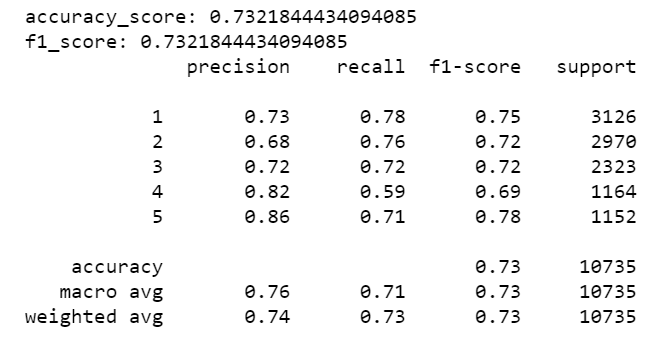 accuracy_score: 0.7321844434094085
f1_score: 0.7321844434094085
precision recall f1-score support
1 0.73 0.78 0.75 3126
2 0.68 0.76 0.72 2970
3 0.72 0.72 0.72 2323
4 0.82 0.59 0.69 1164
5 0.86 0.71 0.78 1152
accuracy 0.73 10735
macro avg 0.76 0.71 0.73 10735
weighted avg 0.74 0.73 0.73 10735